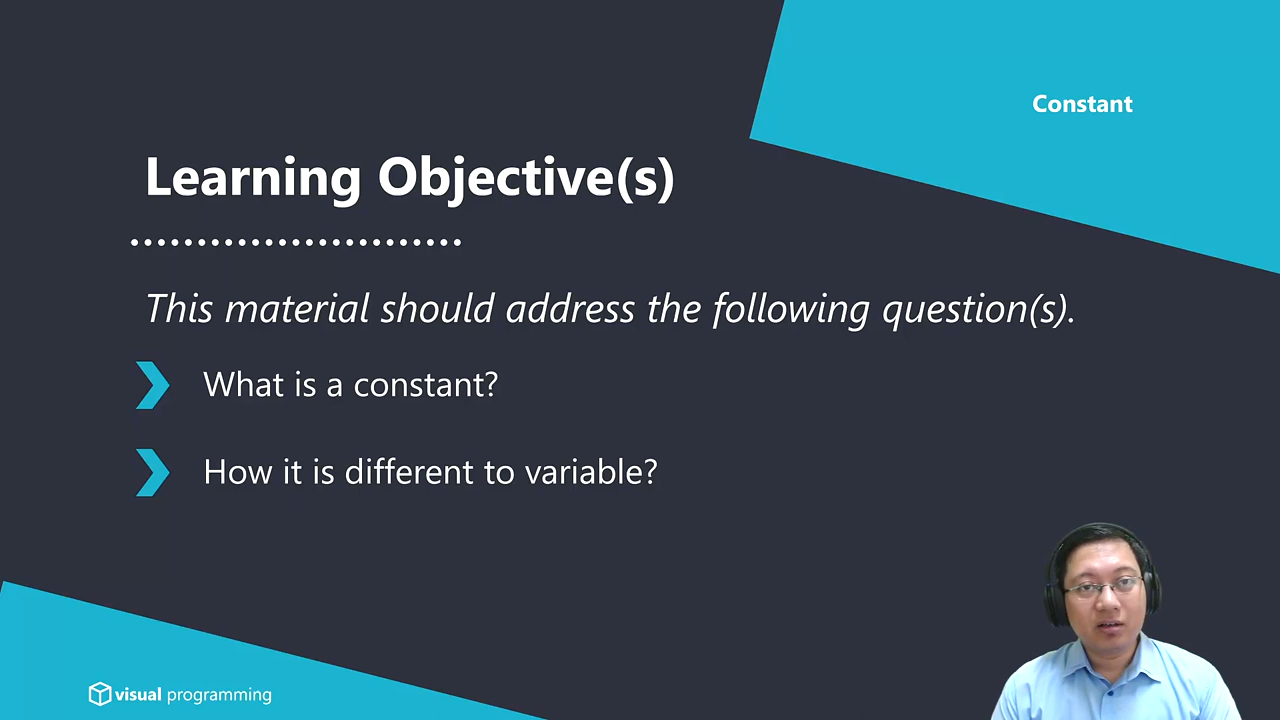 Constant
Learning Objective(s)
This material should address the following question(s).
What is a constant?
How it is different to variable?
visual programming